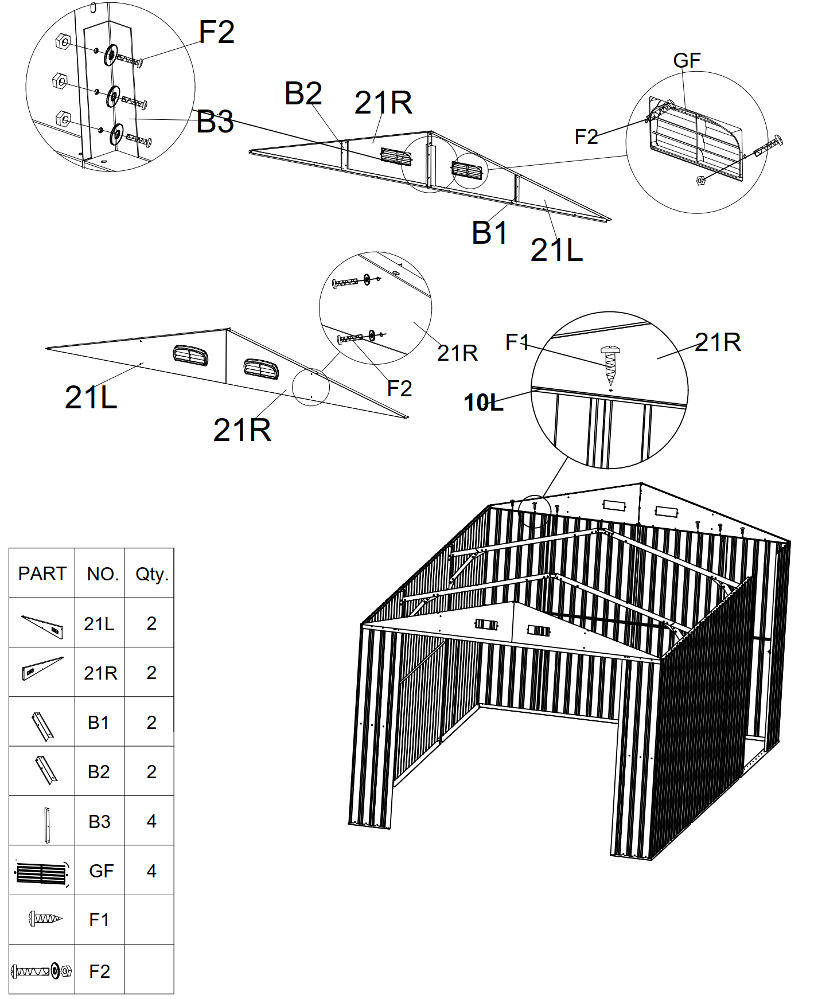 F2
B3
B2
21R
GF
F2
B1
21L
21R
F2
21L
21R
F1
21R
10L
PART NO. Qty.
21L 2
21R 2
B1 2
B2 2
B3 4
GF 4
F1
F2